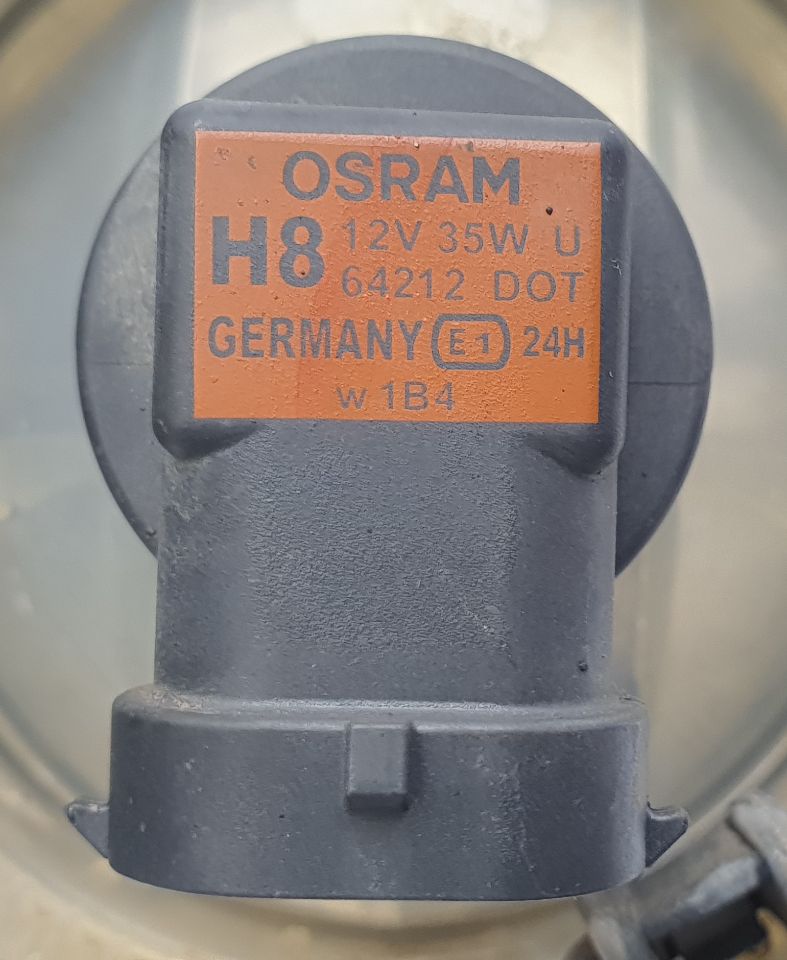 OSRAM
H8 12V 35W U
64212 DOT
GERMANY E1 24H
w 1B4